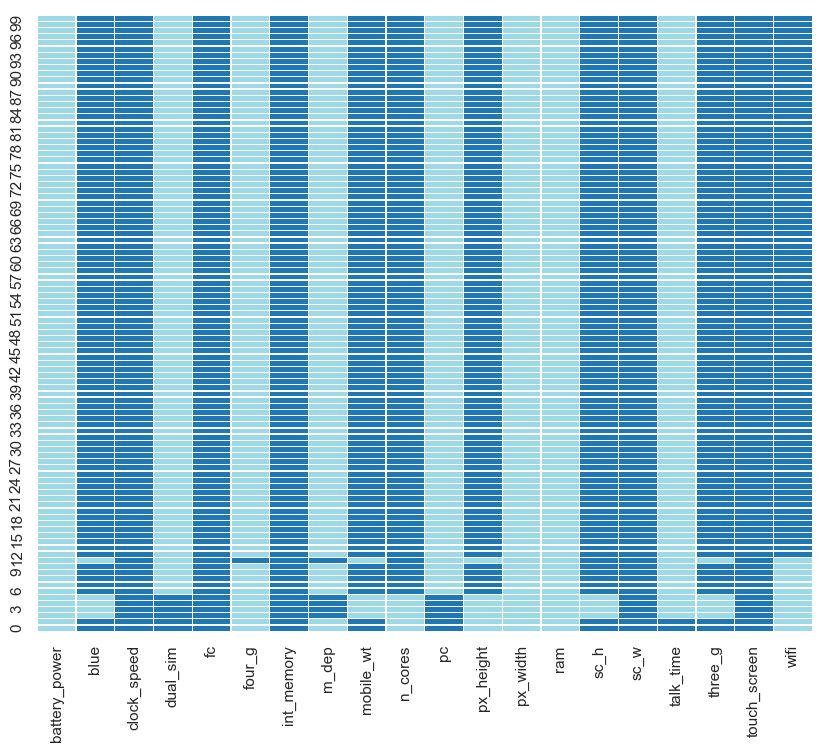 99
96
93
90
87
84
81
78
75
72
69
66
63
60
57
54
51
48
45
42
39
36
33
30
27
24
21
18
15
12
9
6
3
0
battery_power
blue
clock_speed
dual_sim
fc
four_g
int_memory
m_dep
mobile_wt
n_cores
pc
px_height
px_width
ram
sc_h
sc_w
talk_time
three_g
touch_screen
wifi